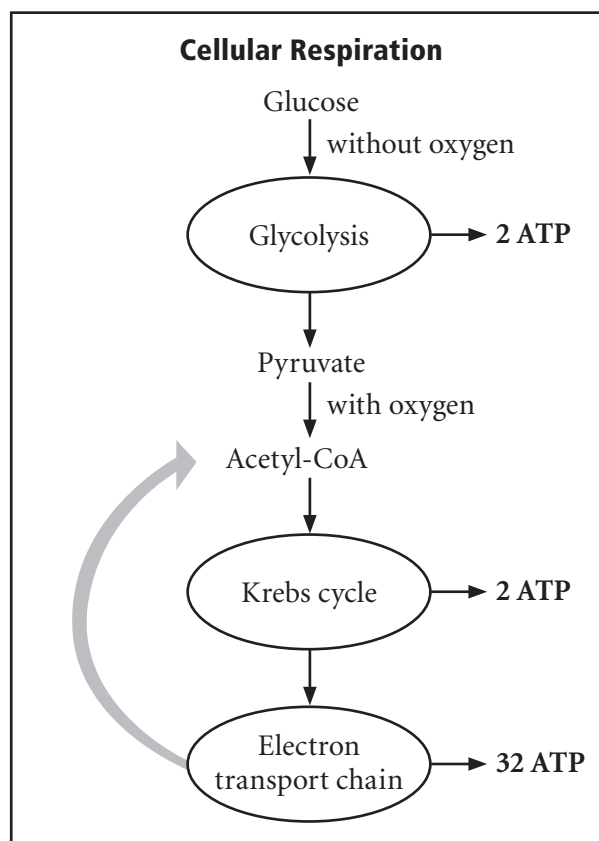 Cellular Respiration
Glucose
without oxygen
Glycolysis
2 ATP
Pyruvate
with oxygen
Acetyl-CoA
Krebs cycle
2 ATP
Electron
transport chain
32 ATP